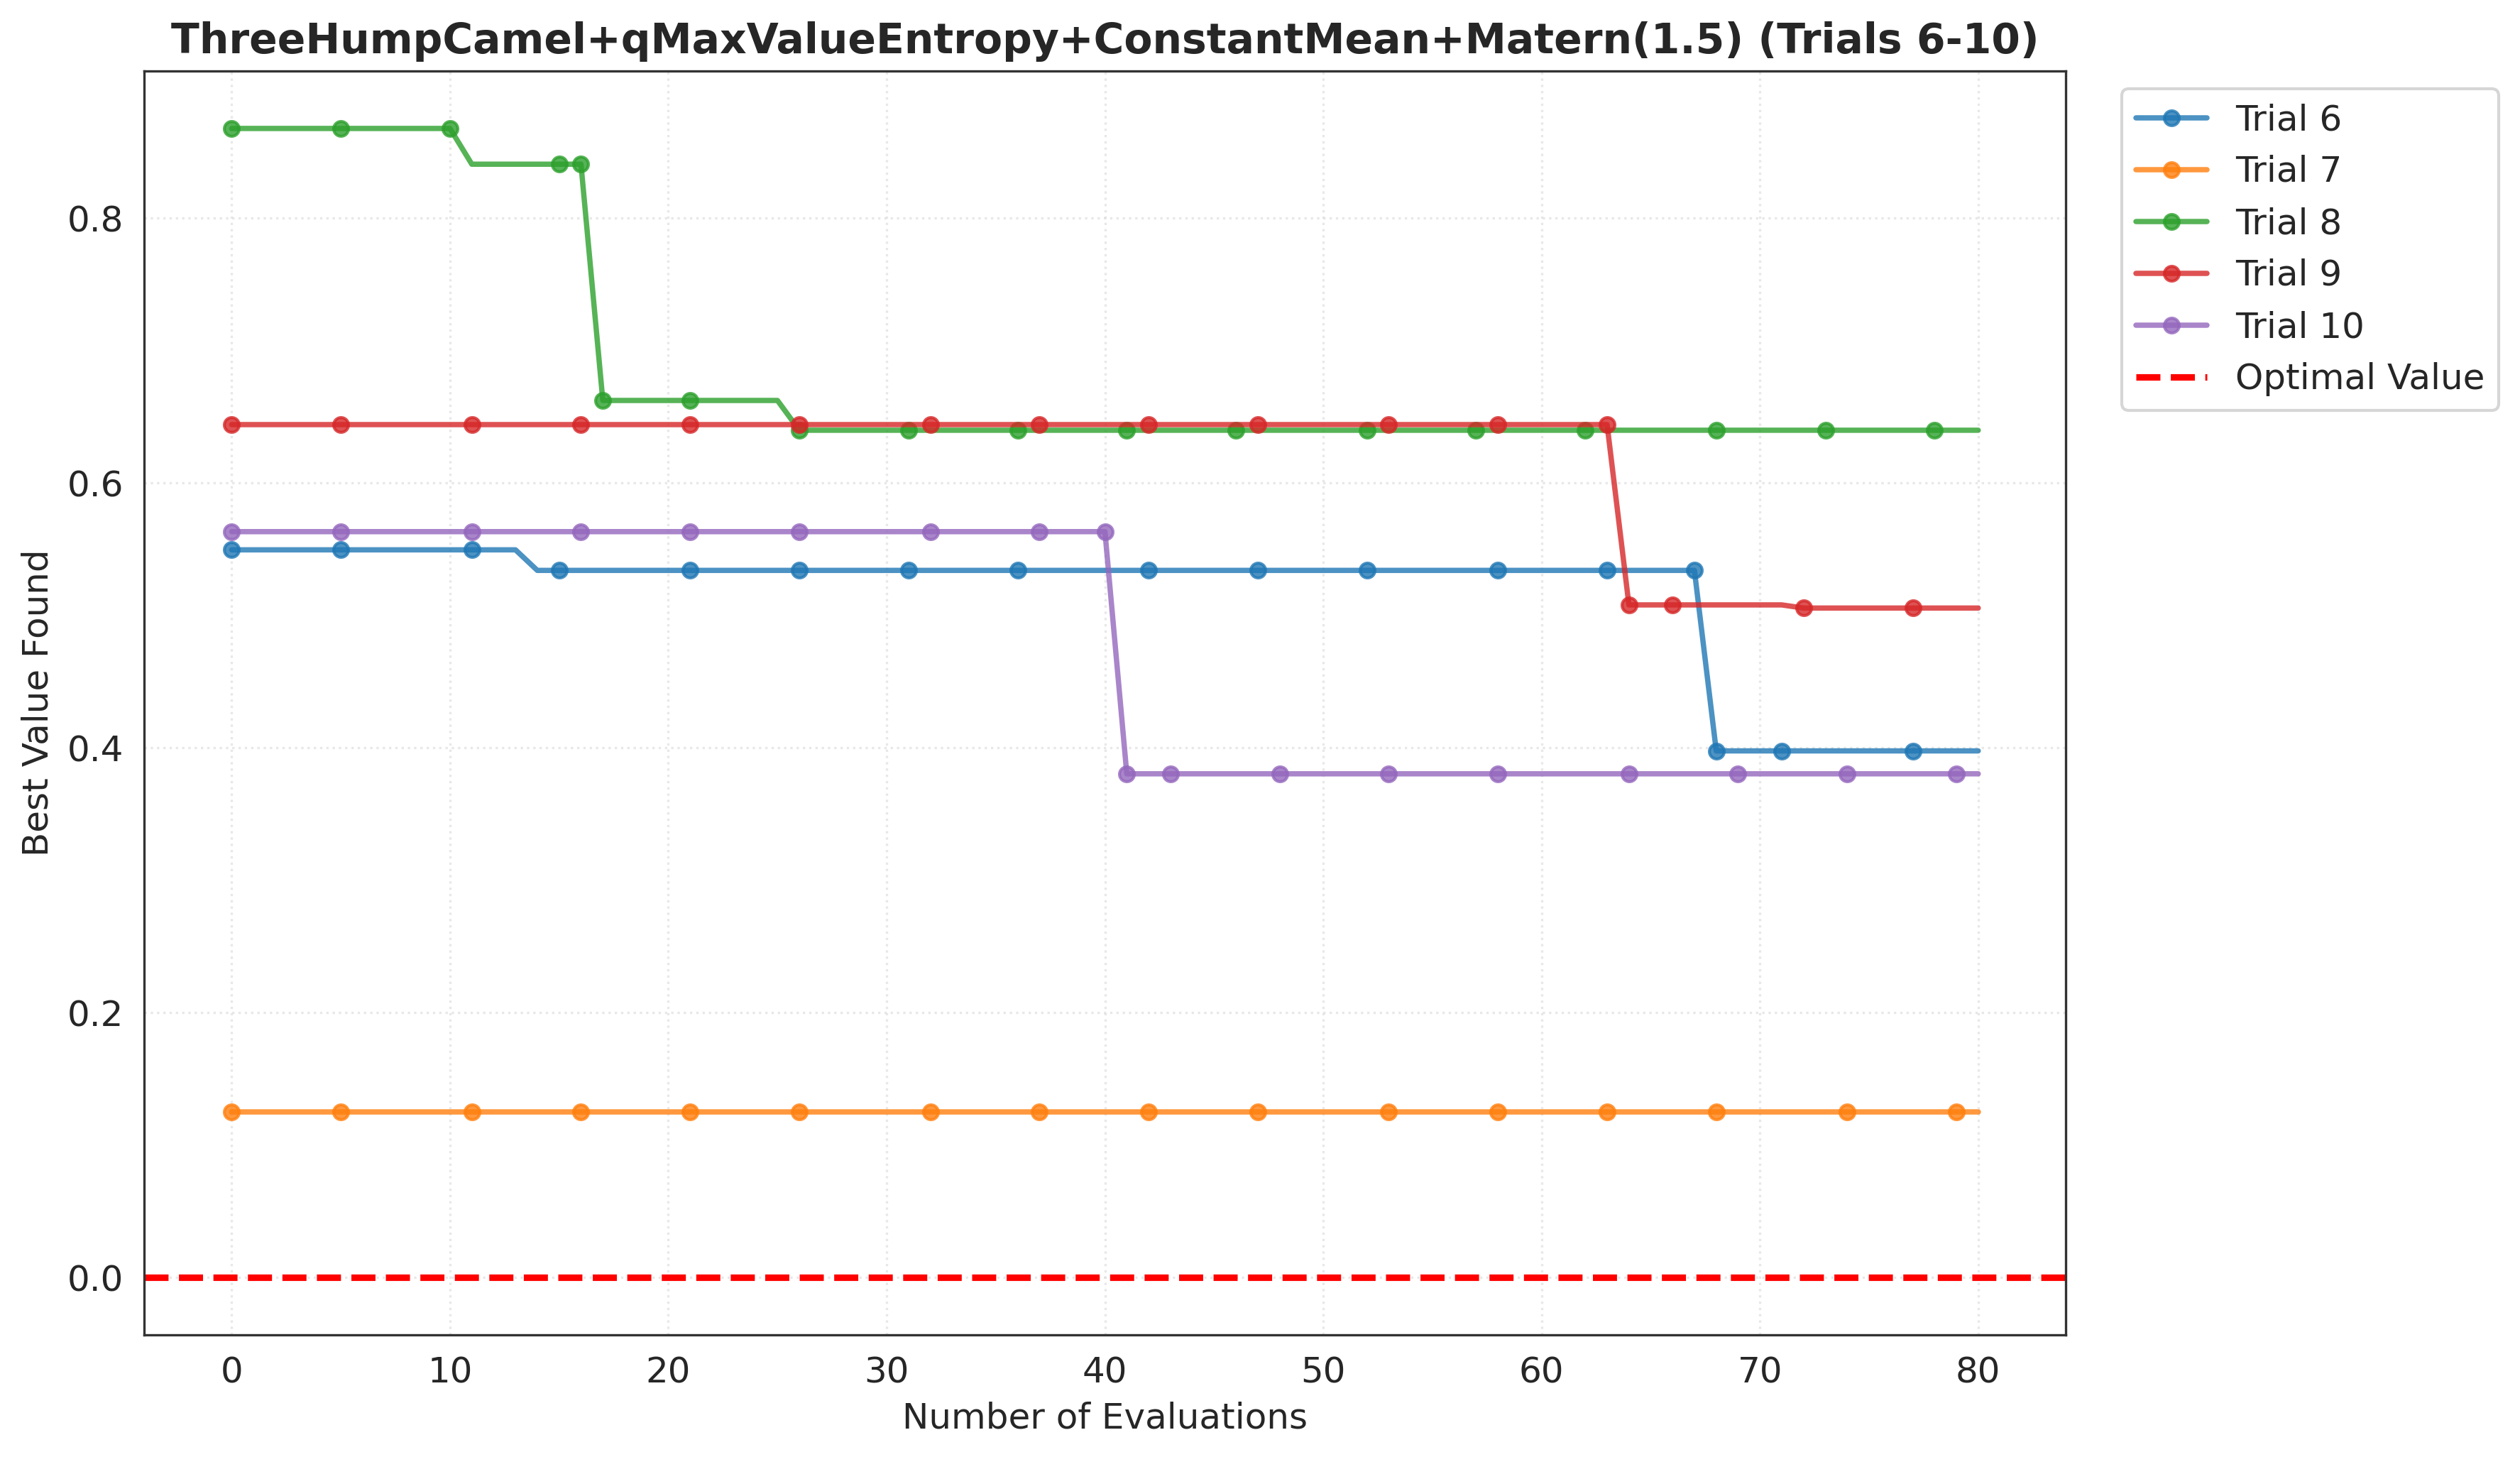 ThreeHumpCamel+qMaxValueEntropy+ConstantMean+Matern(1.5) (Trials 6-10)
Trial 6
Trial 7
Trial 8
Trial 9
Trial 10
Optimal Value
Best Value Found
0.8
0.6
0.4
0.2
0.0
0 10 20 30 40 50 60 70 80
Number of Evaluations